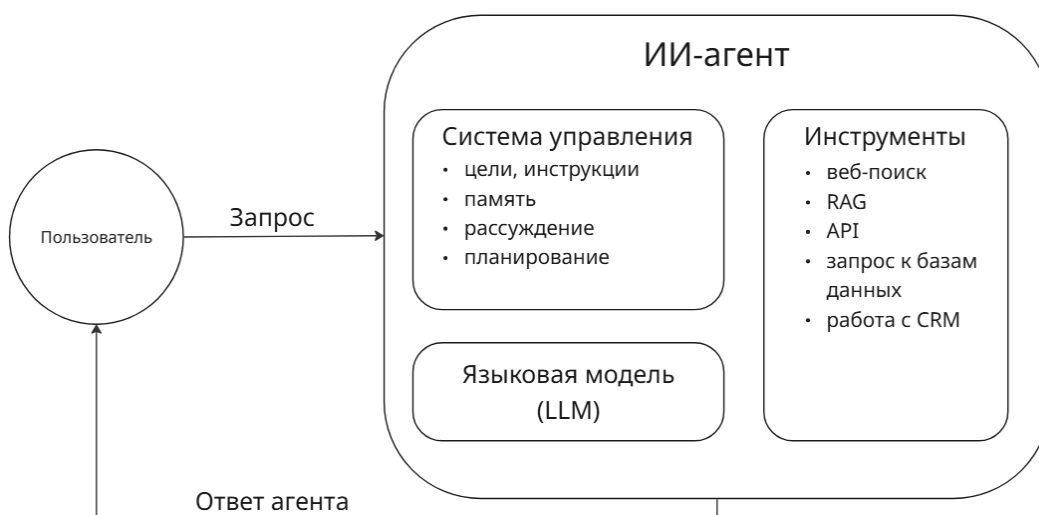 ИИ-агент
Система управления
• цели, инструкции
• память
• рассуждение
• планирование
Инструменты
• веб-поиск
• RAG
• API
• запрос к базам
данных
• работа с CRM
Запрос
Пользователь
Языковая модель
(LLM)
Ответ агента